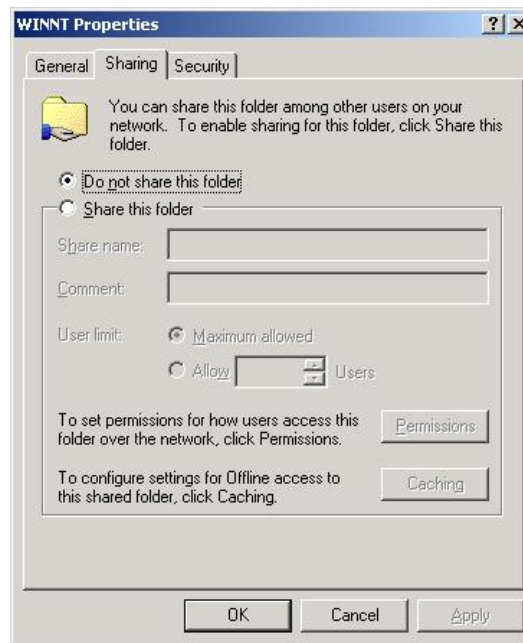 WINNT Properties
General Sharing Security
You can share this folder among other users on your
network. To enable sharing for this folder, click Share this
folder.
Do not share this folder
Share this folder
Share name:
Comment:
User limit: Maximum allowed
Allow Users
To set permissions for how users access this
folder over the network, click Permissions.
Permissions
To configure settings for Offline access to
this shared folder, click Caching.
Caching
OK Cancel Apply